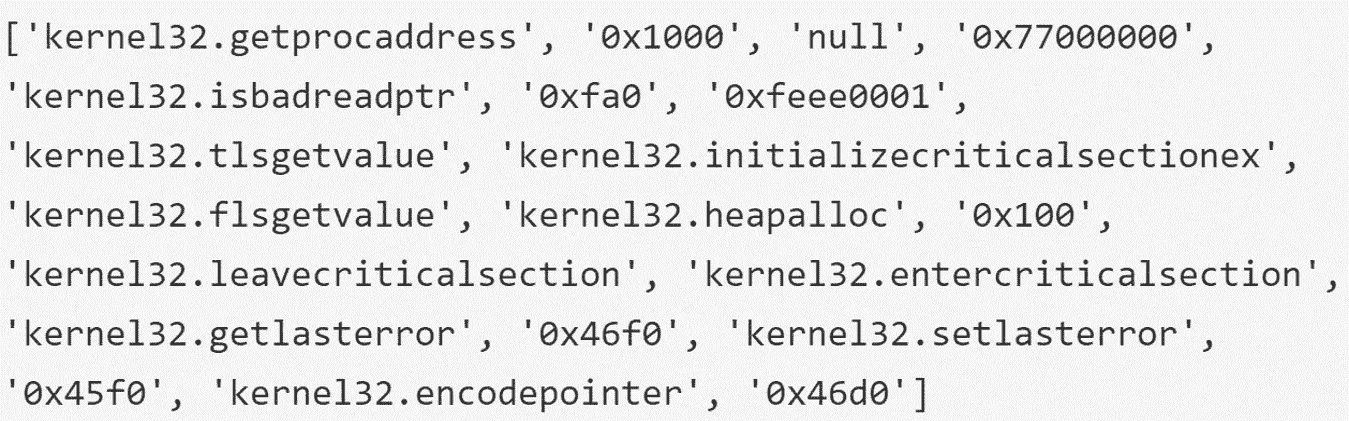 ['kernel32.getprocaddress', '0x1000', 'null', '0x77000000',
'kernel32.isbadreadptr', '0xfa0', '0xfeee0001',
'kernel32.tlsgetvalue', 'kernel32.initializecriticalsectionex',
'kernel32.flsgetvalue', 'kernel32.heapalloc', '0x100',
'kernel32.leavecriticalsection', 'kernel32.entercriticalsection',
'kernel32.getlasterror', '0x46f0', 'kernel32.setlasterror',
'0x45f0', 'kernel32.encodepointer', '0x46d0']